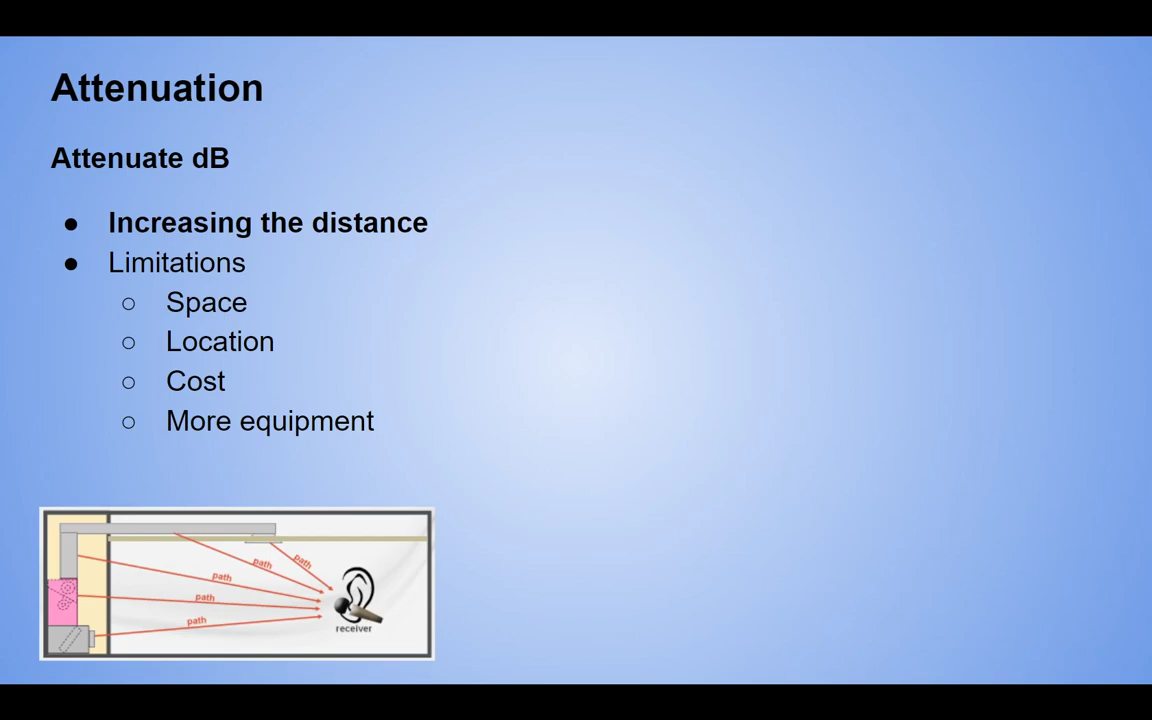 Attenuation
Attenuate dB
● Increasing the distance
● Limitations
○ Space
○ Location
○ Cost
○ More equipment
path
path
path
path
path
receiver